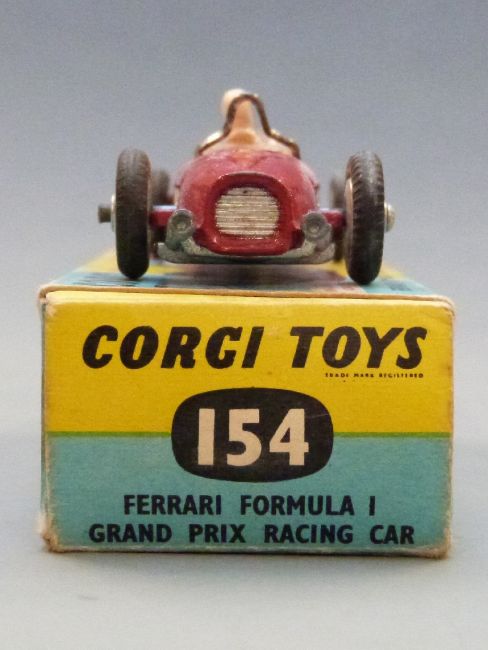 CORGI TOYS
TRADE MARK REGISTERED
154
FERRARI FORMULA I
GRAND PRIX RACING CAR